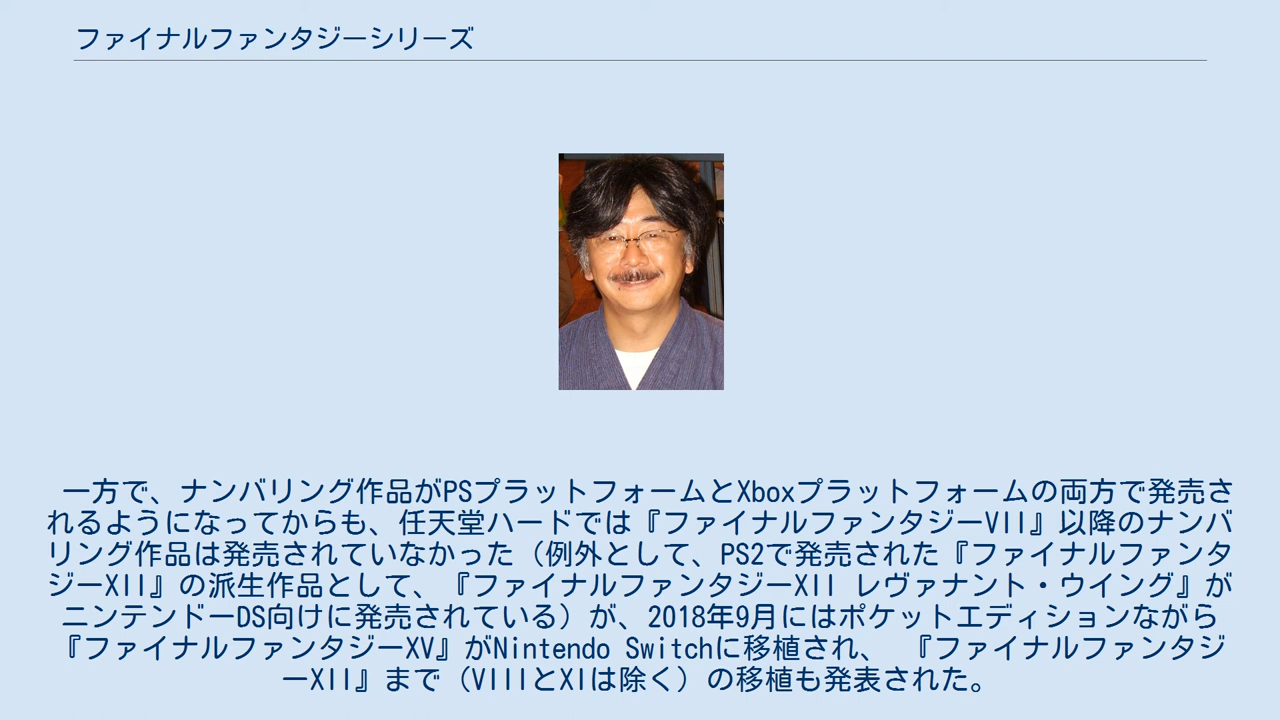 ファイナルファンタジーシリーズ
一方で、ナンバリング作品がPSプラットフォームとXboxプラットフォームの両方で発売さ
れるようになってからも、任天堂ハードでは『ファイナルファンタジーVII』以降のナンバ
リング作品は発売されていなかった（例外として、PS2で発売された『ファイナルファンタ
ジーXII』の派生作品として、『ファイナルファンタジーXII レヴァナント・ウイング』が
ニンテンドーDS向けに発売されている）が、2018年9月にはポケットエディションながら
『ファイナルファンタジーXV』がNintendo Switchに移植され、 『ファイナルファンタジ
ーXII』まで（VIIIとXIは除く）の移植も発表された。